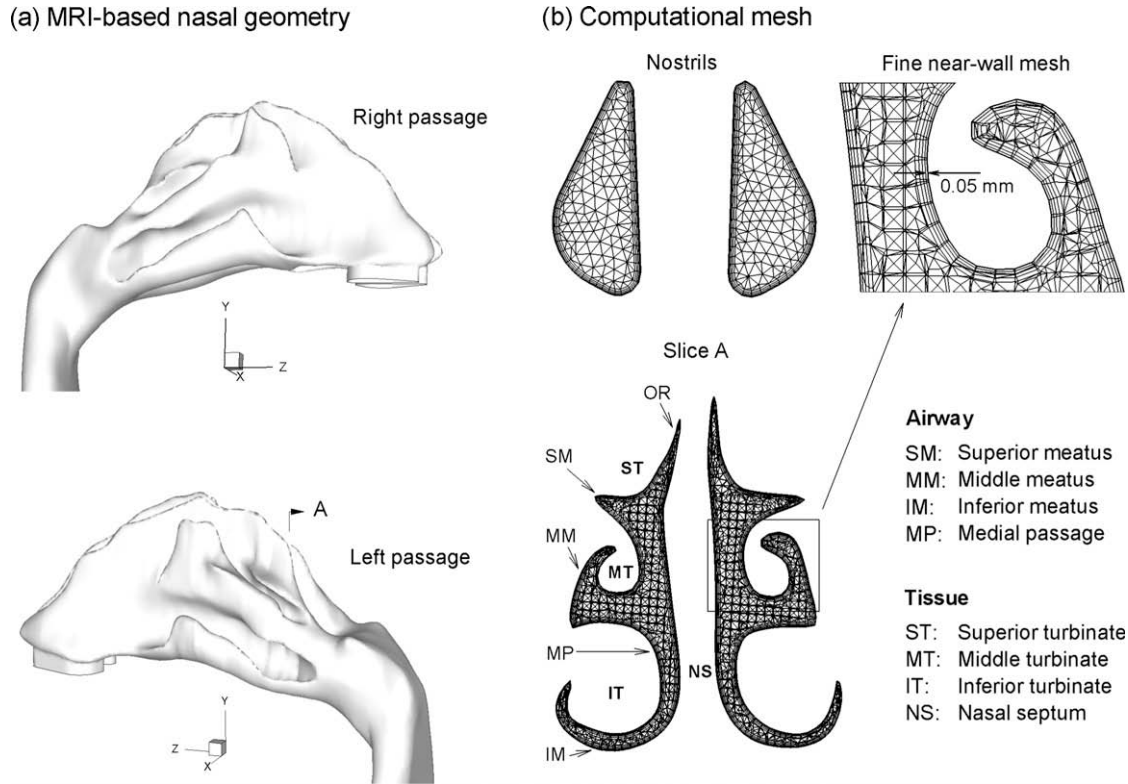 (a) MRI-based nasal geometry
Right passage
Y
Z
X
A
Left passage
Y
Z
X
(b) Computational mesh
Nostrils
Fine near-wall mesh
0.05 mm
Slice A
OR
SM
ST
MM
MT
MP
NS
IT
IM
Airway
SM: Superior meatus
MM: Middle meatus
IM: Inferior meatus
MP: Medial passage
Tissue
ST: Superior turbinate
MT: Middle turbinate
IT: Inferior turbinate
NS: Nasal septum